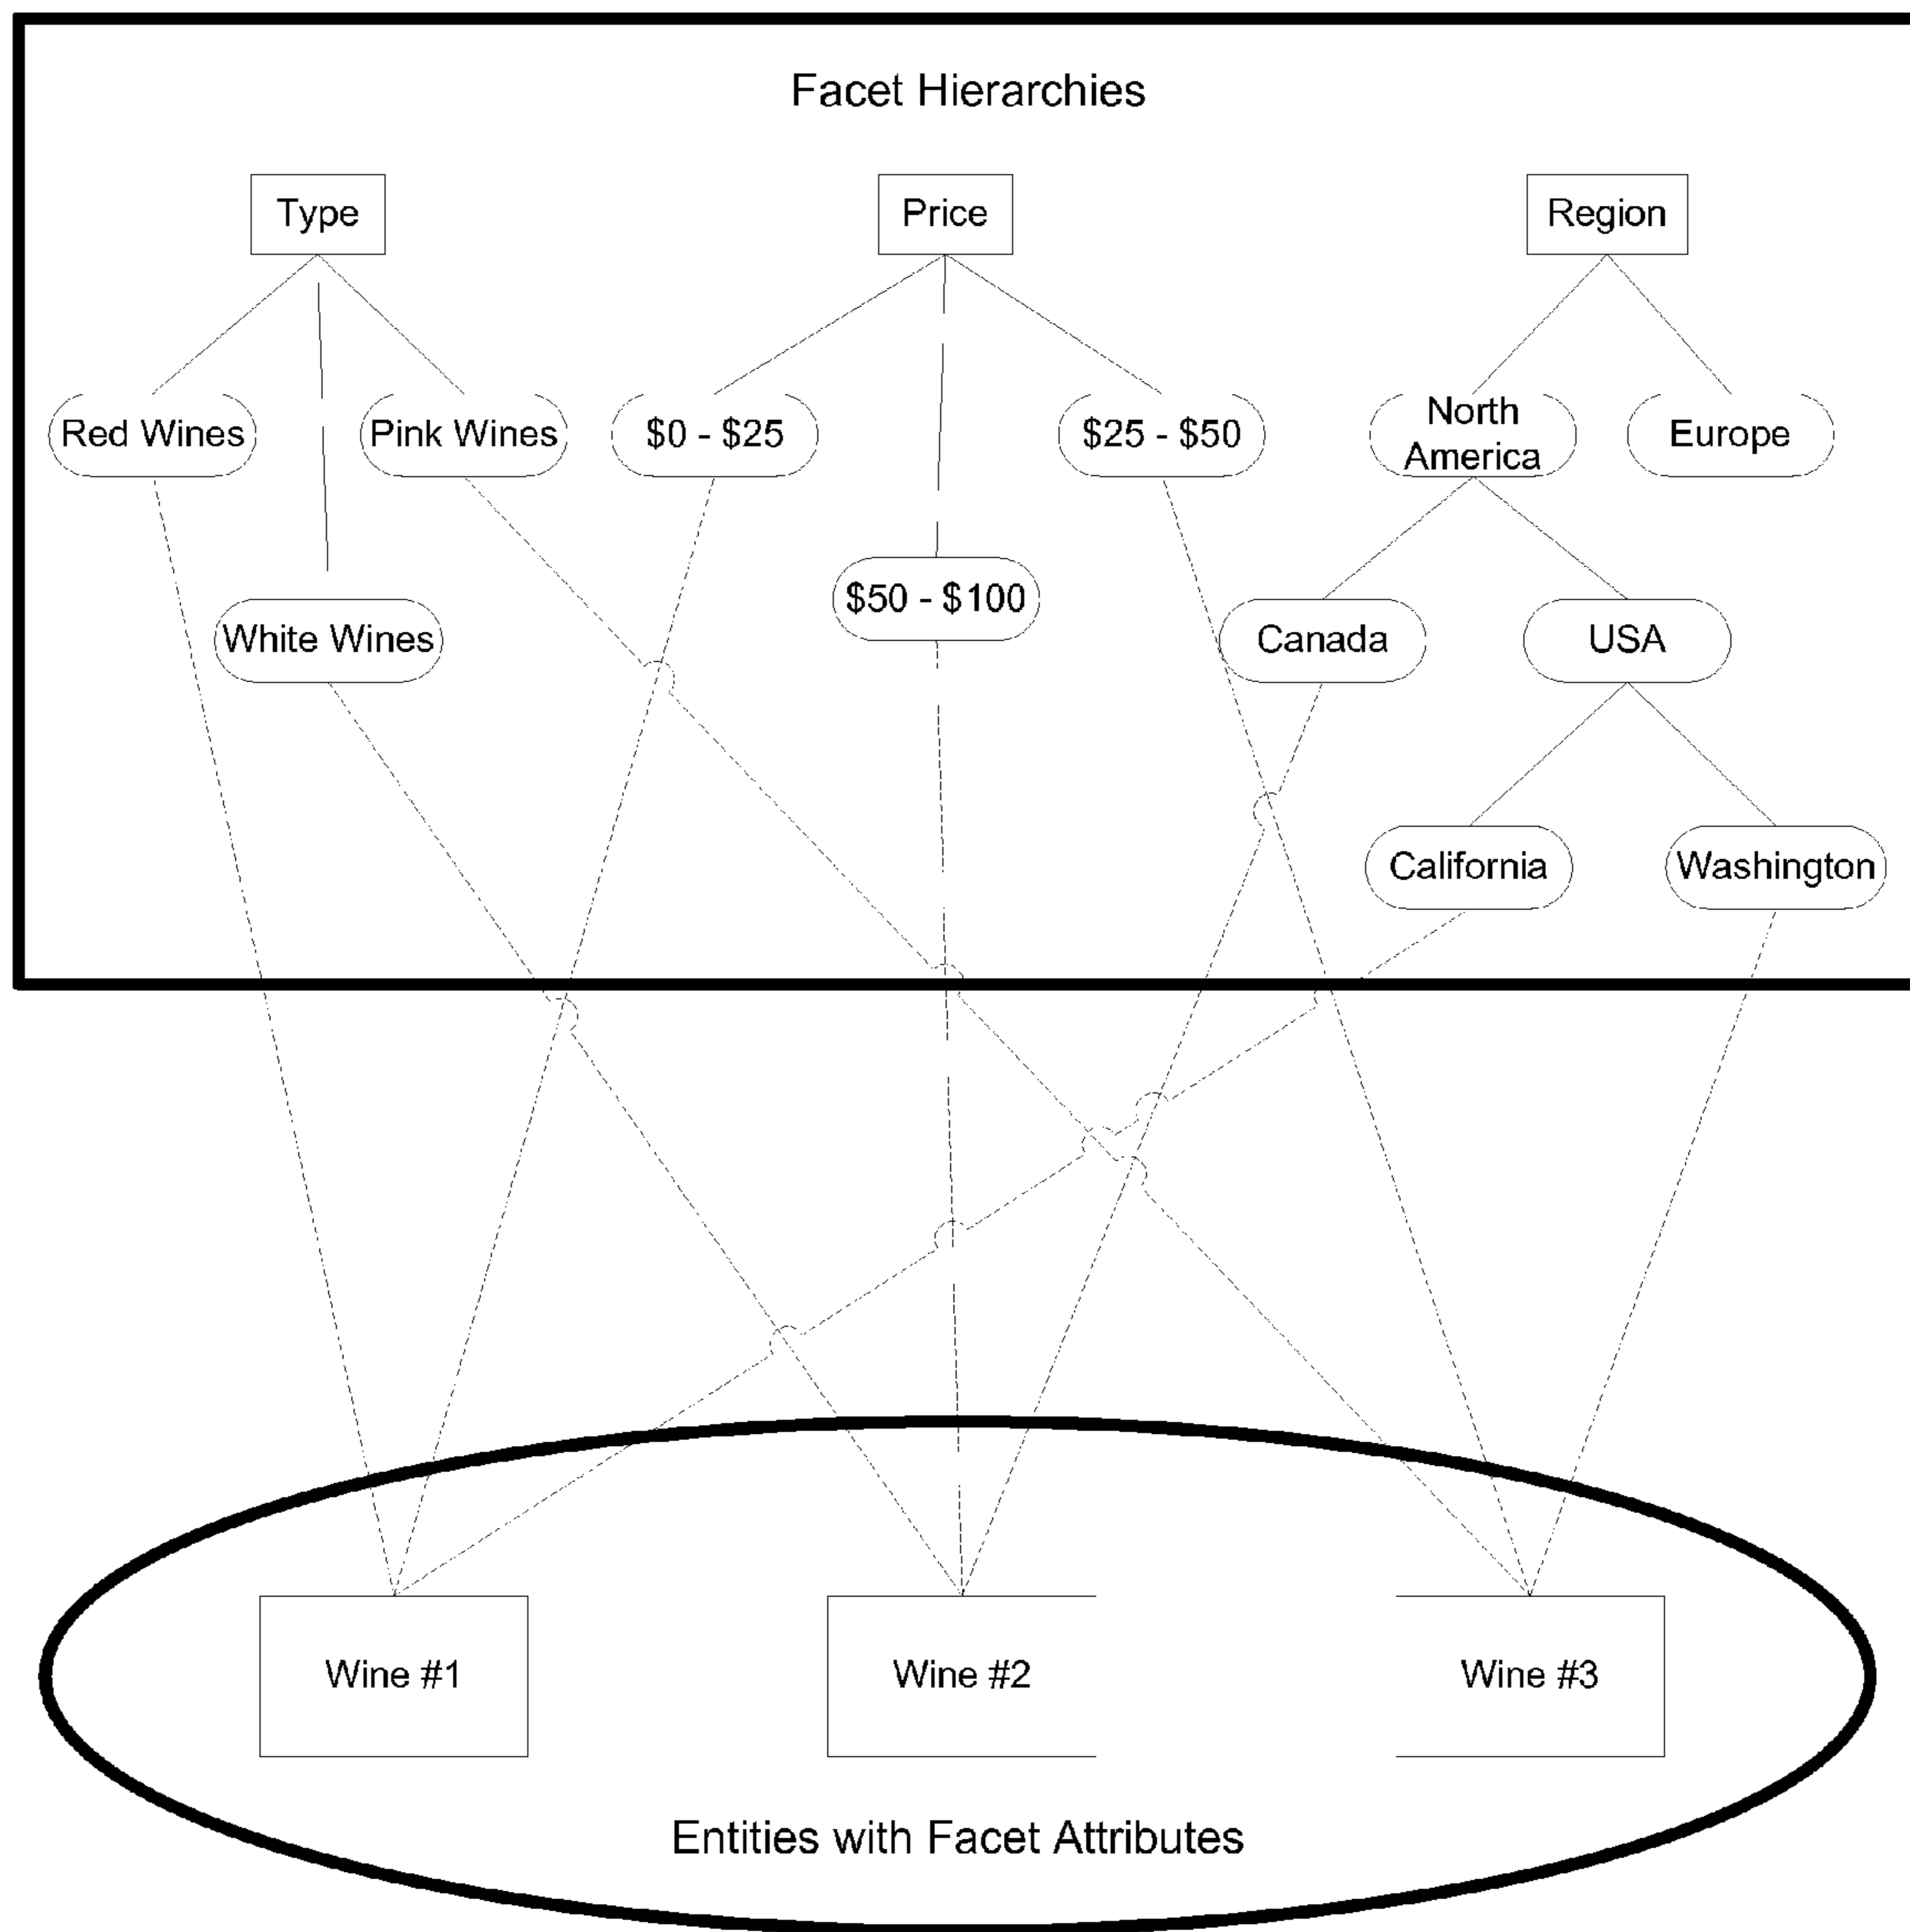 Facet Hierarchies
Type
Price
Region
Red Wines
Pink Wines
$0 - $25
$25 - $50
North
America
Europe
$50 - $100
White Wines
Canada
USA
California
Washington
Wine #1
Wine #2
Wine #3
Entities with Facet Attributes